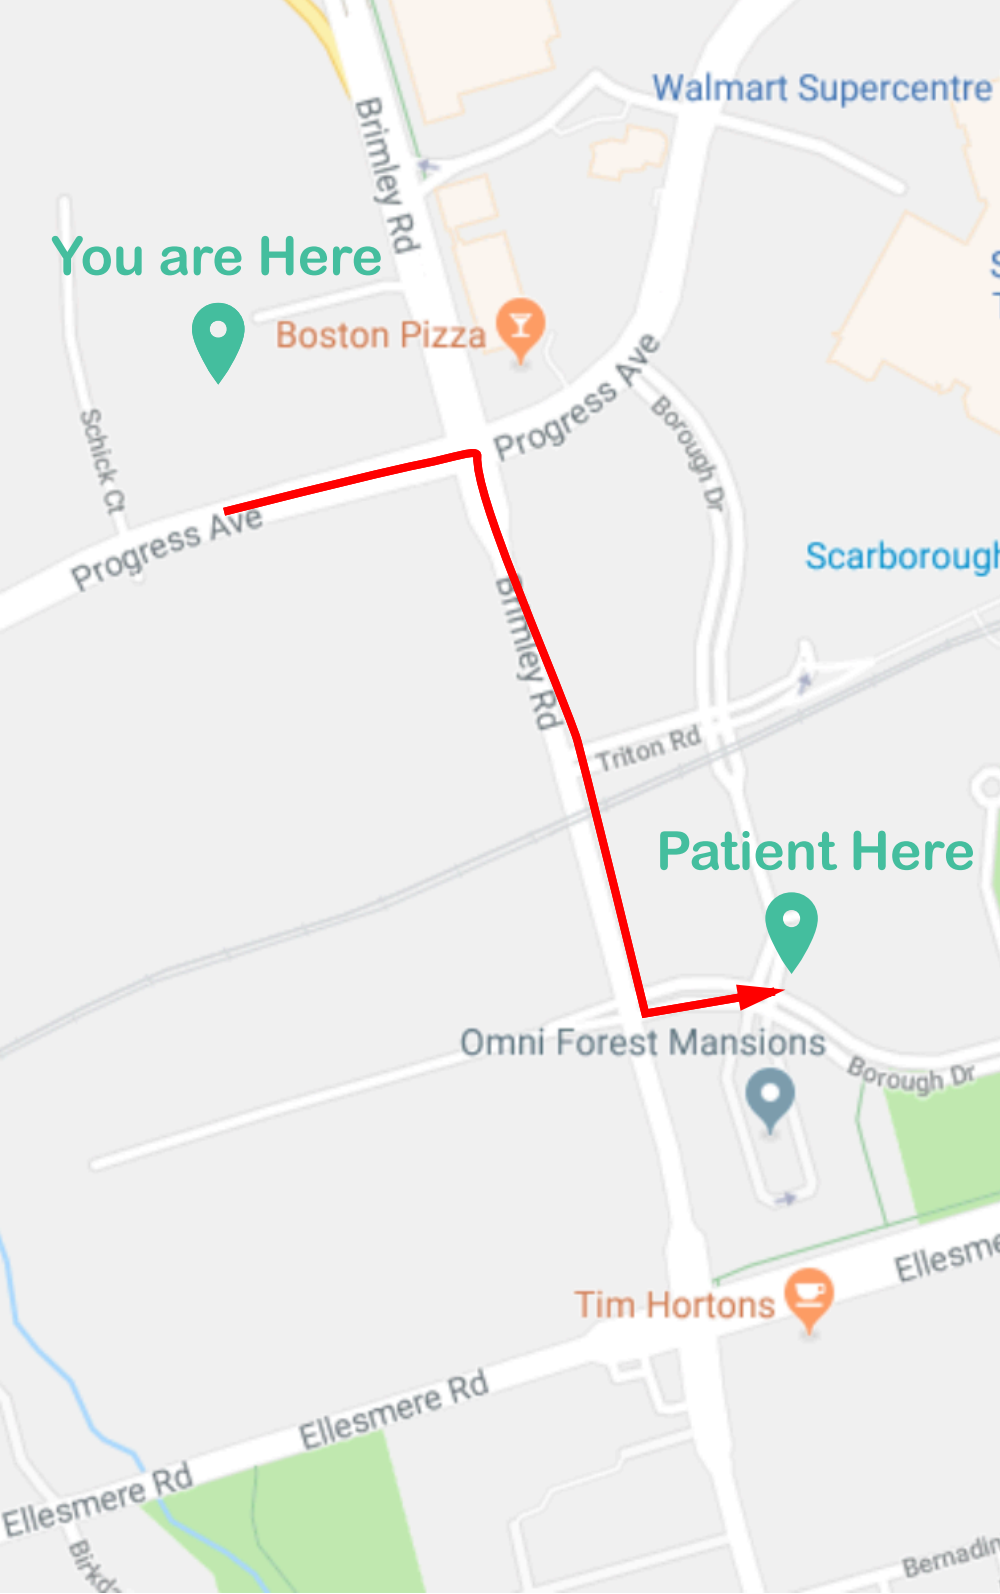 Walmart Supercentre
Brimley Rd
You are Here
Boston Pizza
Progress Ave
Borough Dr
Schick Ct
Progress Ave
Scarborough
Brimley Rd
Triton Rd
Patient Here
Omni Forest Mansions
Borough Dr
Ellesme
Tim Hortons
Ellesmere Rd
Ellesmere Rd
Birkda
Bernadin